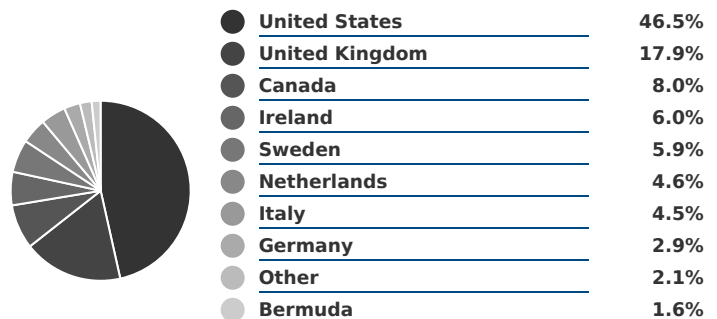 United States 46.5%
United Kingdom 17.9%
Canada 8.0%
Ireland 6.0%
Sweden 5.9%
Netherlands 4.6%
Italy 4.5%
Germany 2.9%
Other 2.1%
Bermuda 1.6%